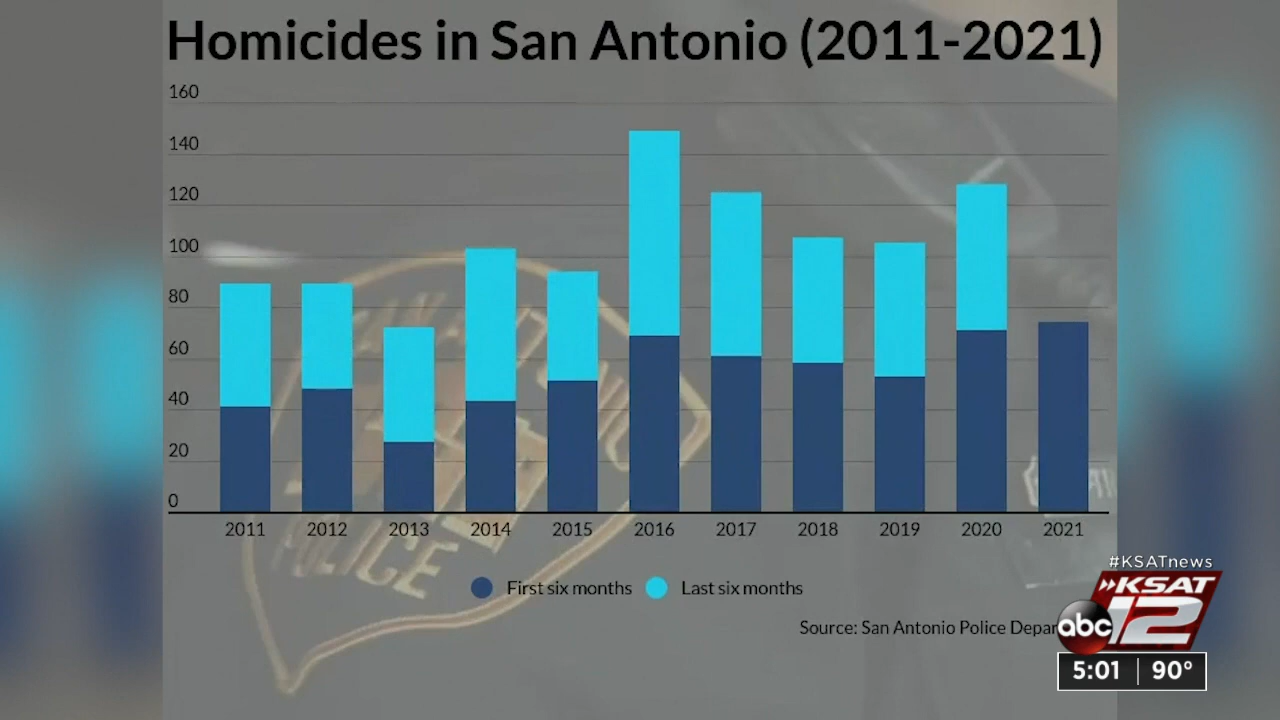 Homicides in San Antonio (2011-2021)
160
140
120
100
80
60
40
20
0
2011 2012 2013 2014 2015 2016 2017 2018 2019 2020 2021
First six months Last six months
Source: San Antonio Police
#KSATnews
KSAT
abc 12
5:01 90°
POLICE